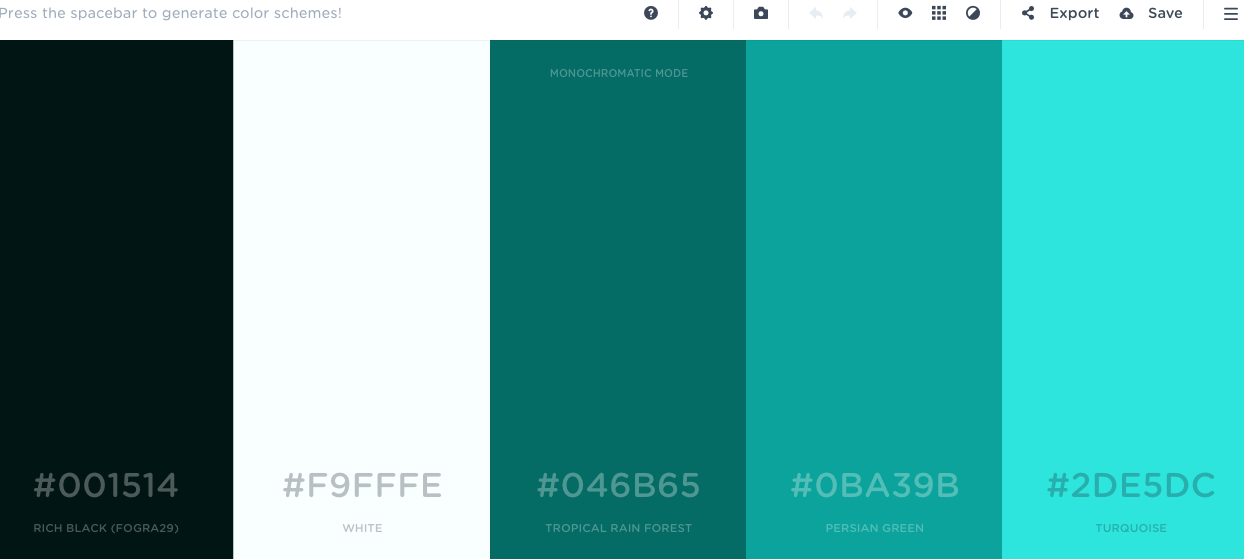 Press the spacebar to generate color schemes!
Export
Save
MONOCHROMATIC MODE
#001514
RICH BLACK (FOGRA29)
#F9FFFE
WHITE
#046B65
TROPICAL RAIN FOREST
#0BA39B
PERSIAN GREEN
#2DE5DC
TURQUOISE